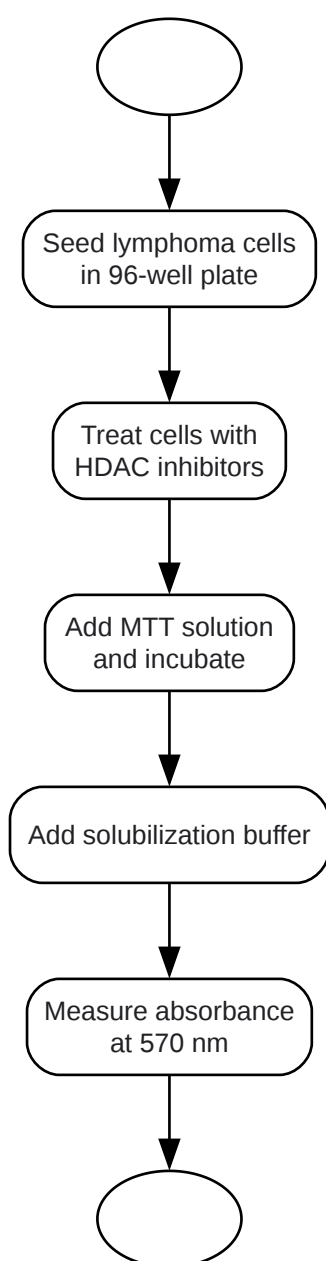 Seed lymphoma cells
in 96-well plate
Treat cells with
HDAC inhibitors
Add MTT solution
and incubate
Add solubilization buffer
Measure absorbance
at 570 nm